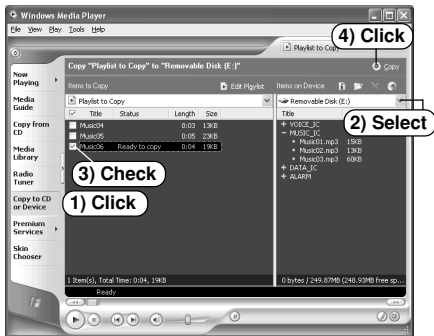 Windows Media Player
File View Play Tools Help
4) Click
Playlist to Copy
Copy "Playlist to Copy" to "Removable Disk (E:)"
Copy
Items to Copy
Edit Playlist
Items on Device
Playlist to Copy
Removable Disk (E:)
2) Select
Title Status Length Size
Title
Music04 0:03 13KB
Music05 0:05 23KB
Music06 Ready to copy 0:04 19KB
VOICE_IC
MUSIC_IC
Music01.mp3 15KB
Music02.mp3 13KB
Music03.mp3 60KB
DATA_IC
ALARM
3) Check
1) Click
Now Playing
Media Guide
Copy from CD
Media Library
Radio Tuner
Copy to CD or Device
Premium Services
Skin Chooser
1 Item(s), Total Time: 0:04, 19KB
0 bytes / 249.87MB (248.93MB free sp...
Ready